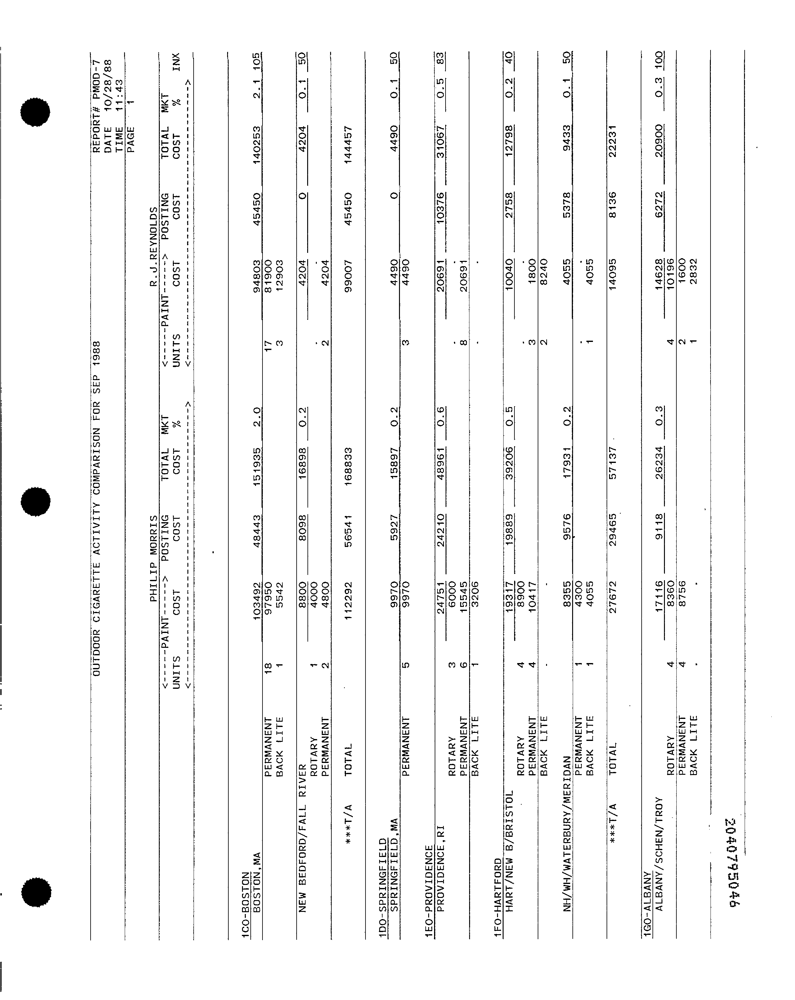 OUTDOOR CIGARETTE ACTIVITY COMPARISON FOR SEP 1988 REPORT# PMOD-7
DATE 10/28/88
TIME 11:43
PAGE 1
PHILIP MORRIS R.J.REYNOLDS
<-----PAINT------> POSTING TOTAL MKT <-----PAINT------> POSTING TOTAL MKT
UNITS COST COST COST % UNITS COST COST COST % INX
<------------------------------------------> <------------------------------------------>
1CO-BOSTON
BOSTON,MA 103492 48443 151935 2.0 94803 45450 140253 2.1 105
PERMANENT 18 97950 17 81900
BACK LITE 1 5542 3 12903
NEW BEDFORD/FALL RIVER 8800 8098 16898 0.2 4204 0 4204 0.1 50
ROTARY 1 4000 . .
PERMANENT 2 4800 2 4204
***T/A TOTAL 112292 56541 168833 99007 45450 144457
1DO-SPRINGFIELD
SPRINGFIELD,MA 9970 5927 15897 0.2 4490 0 4490 0.1 50
PERMANENT 5 9970 3 4490
1EO-PROVIDENCE
PROVIDENCE,RI 24751 24210 48961 0.6 20691 10376 31067 0.5 83
ROTARY 3 6000 . .
PERMANENT 6 15545 8 20691
BACK LITE 1 3206 . .
1FO-HARTFORD
HART/NEW B/BRISTOL 19317 19889 39206 0.5 10040 2758 12798 0.2 40
ROTARY 4 8900 . .
PERMANENT 4 10417 3 1800
BACK LITE . . 2 8240
NH/WH/WATERBURY/MERIDAN 8355 9576 17931 0.2 4055 5378 9433 0.1 50
PERMANENT 1 4300 . .
BACK LITE 1 4055 1 4055
***T/A TOTAL 27672 29465 57137 14095 8136 22231
1GO-ALBANY
ALBANY/SCHEN/TROY 17116 9118 26234 0.3 14628 6272 20900 0.3 100
ROTARY 4 8360 4 10196
PERMANENT 4 8756 2 1600
BACK LITE . . 1 2832
2040795046